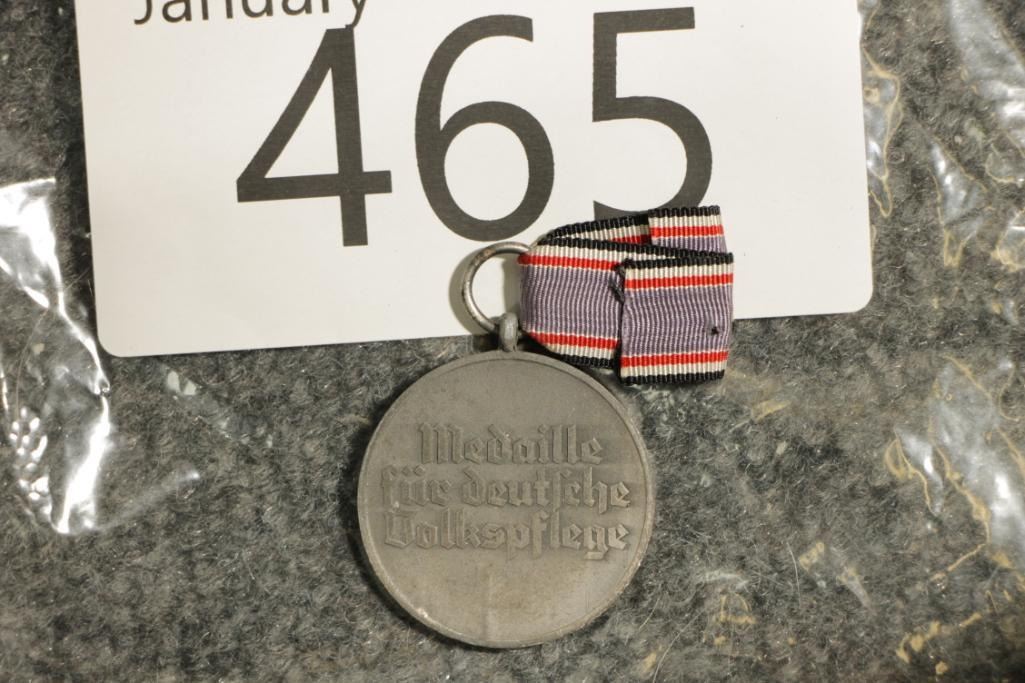 January
465
Medaille
für deutsche
Volkspflege